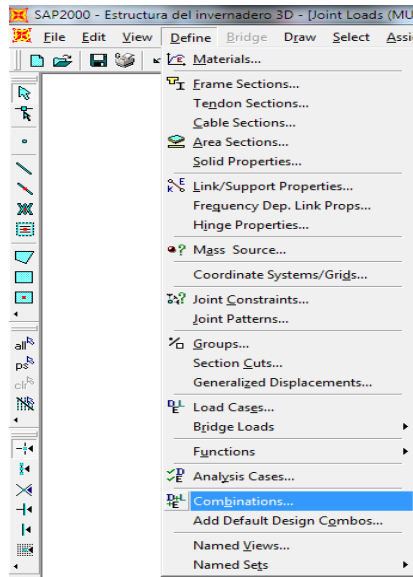 SAP2000 - Estructura del invernadero 3D - [Joint Loads (MU
File Edit View Define Bridge Draw Select Assi
Materials...
Frame Sections...
Tendon Sections...
Cable Sections...
Area Sections...
Solid Properties...
Link/Support Properties...
Frequency Dep. Link Props...
Hinge Properties...
Mass Source...
Coordinate Systems/Grids...
Joint Constraints...
Joint Patterns...
Groups...
Section Cuts...
Generalized Displacements...
Load Cases...
Bridge Loads
Functions
Analysis Cases...
Combinations...
Add Default Design Combos...
Named Views...
Named Sets
all
ps
clr